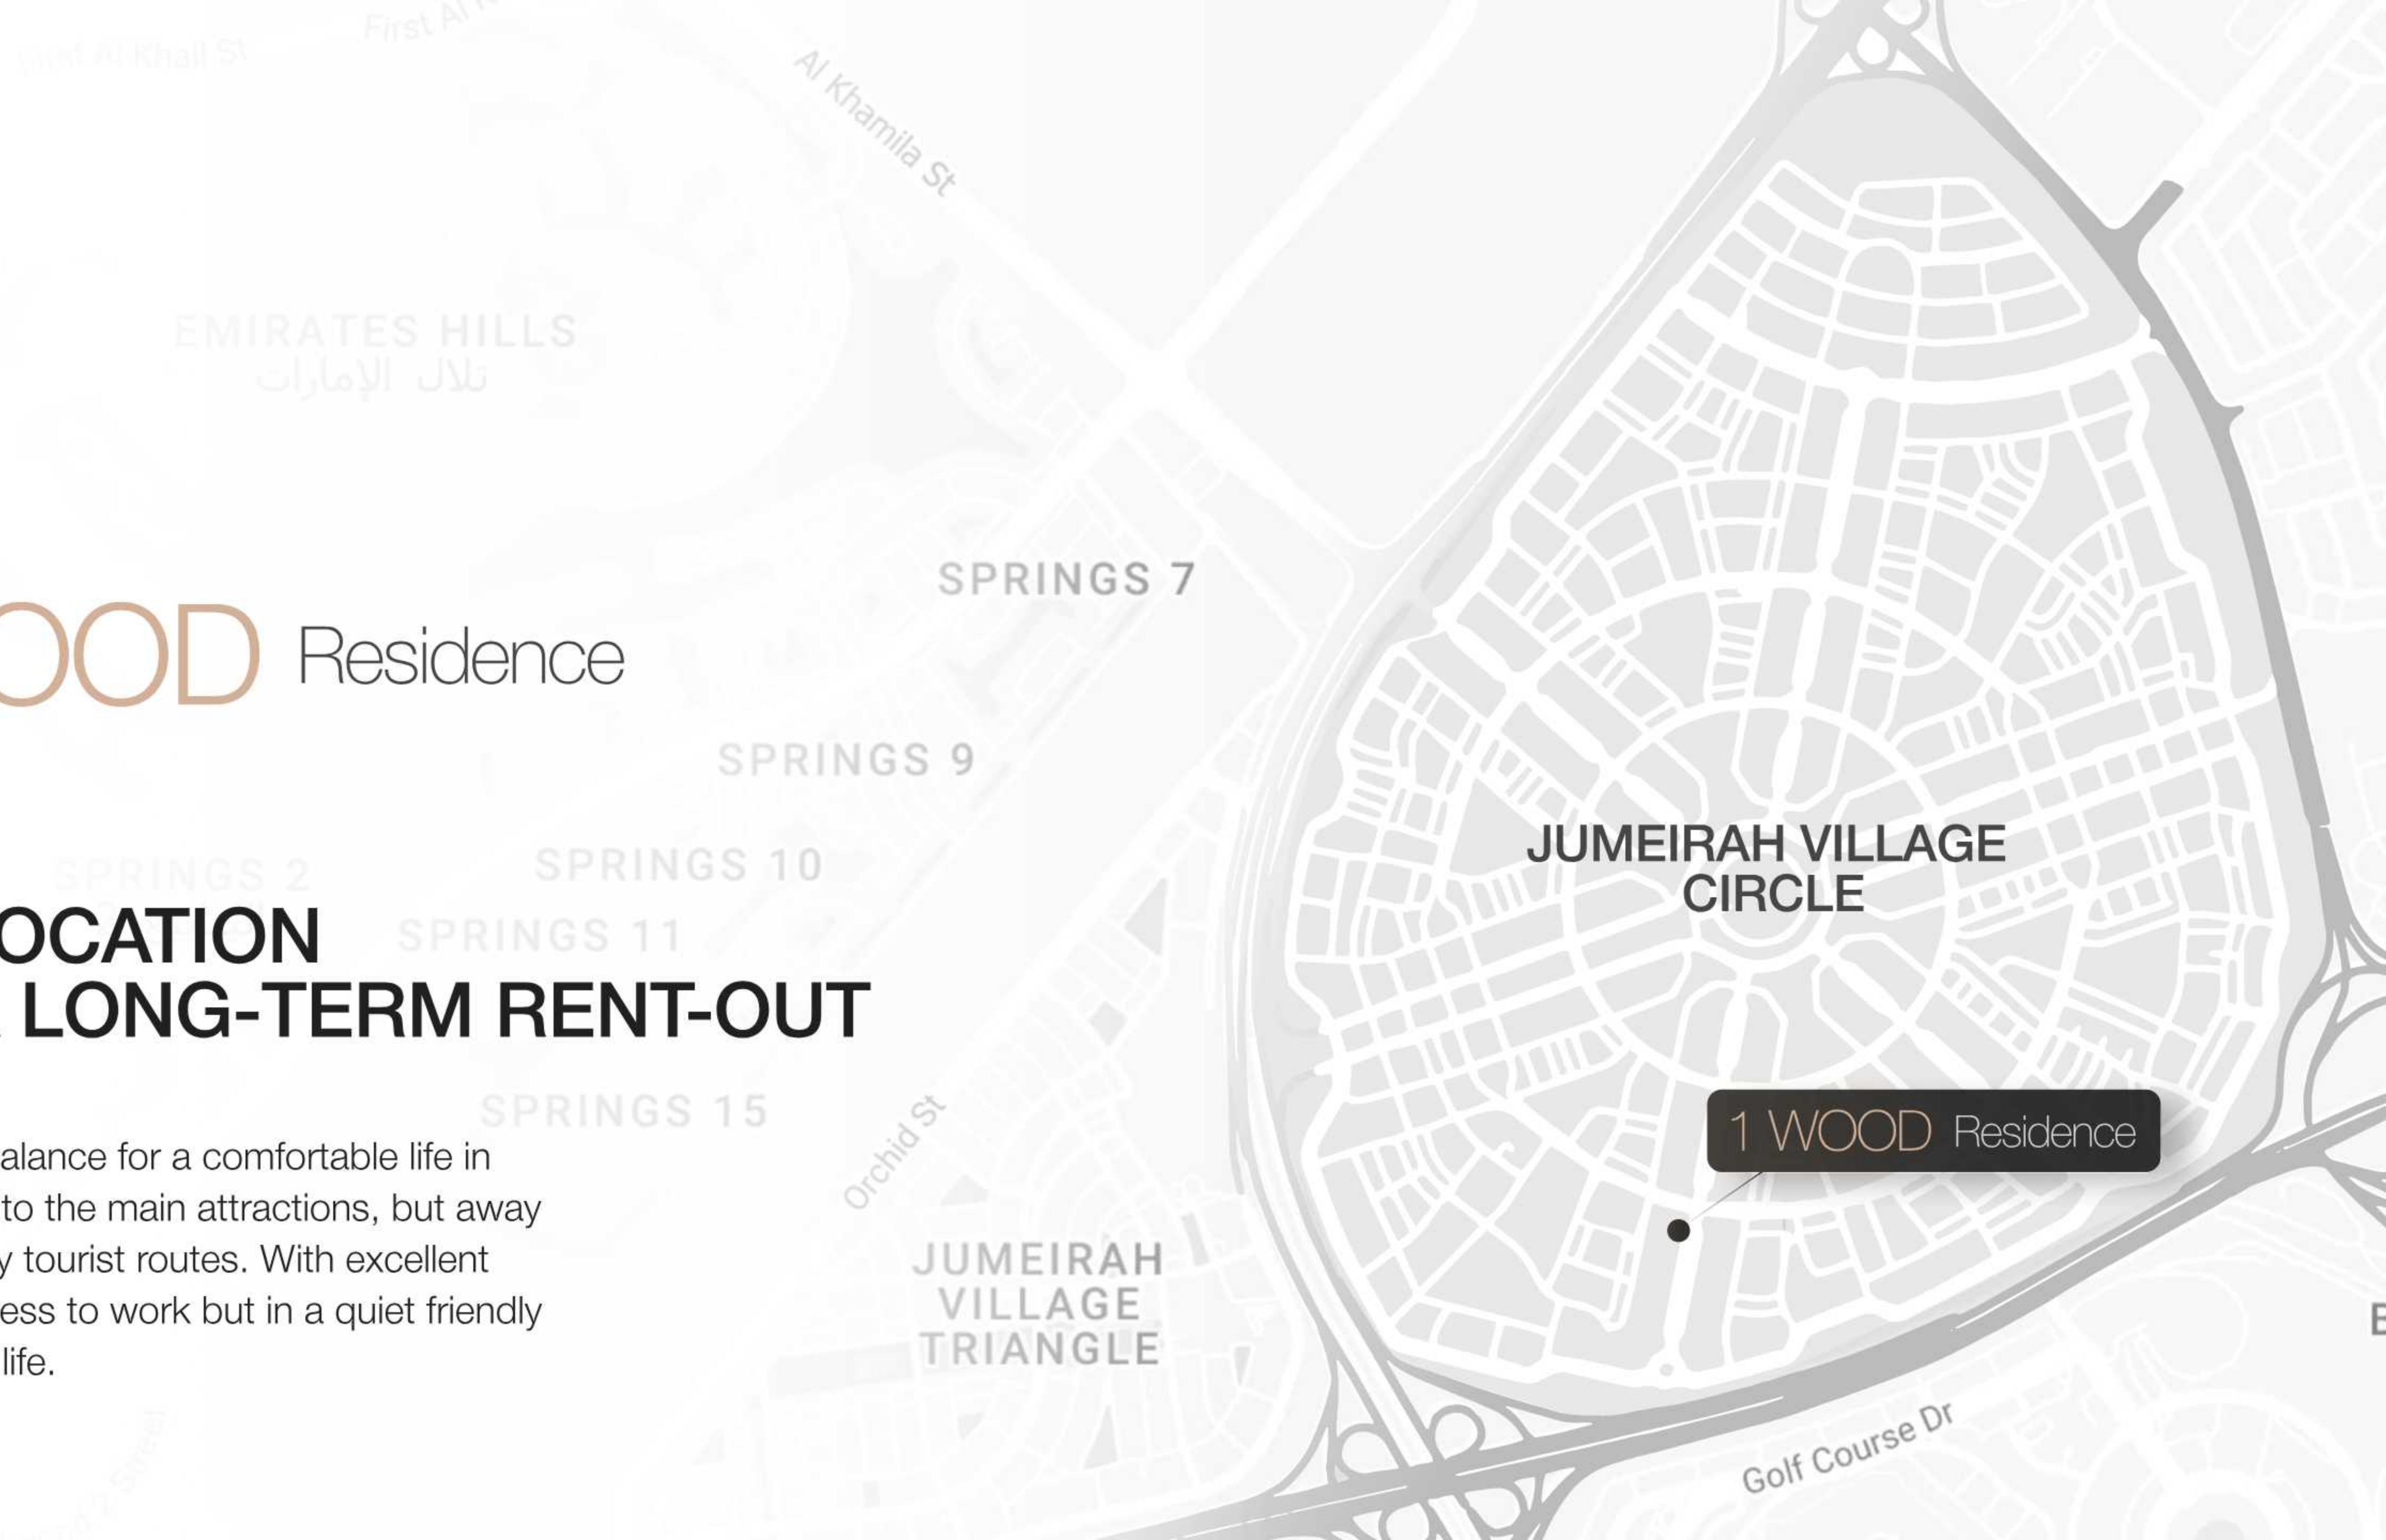 First Al Khail St
First Al
Al Khamila St
EMIRATES HILLS
تلال الإمارات
SPRINGS 7
OOD Residence
SPRINGS 9
SPRINGS 2
SPRINGS 10
SPRINGS 11
OCATION
LONG-TERM RENT-OUT
SPRINGS 15
alance for a comfortable life in
to the main attractions, but away
y tourist routes. With excellent
ess to work but in a quiet friendly
life.
Orchid St
JUMEIRAH
VILLAGE
TRIANGLE
JUMEIRAH VILLAGE
CIRCLE
1 WOOD Residence
Golf Course Dr